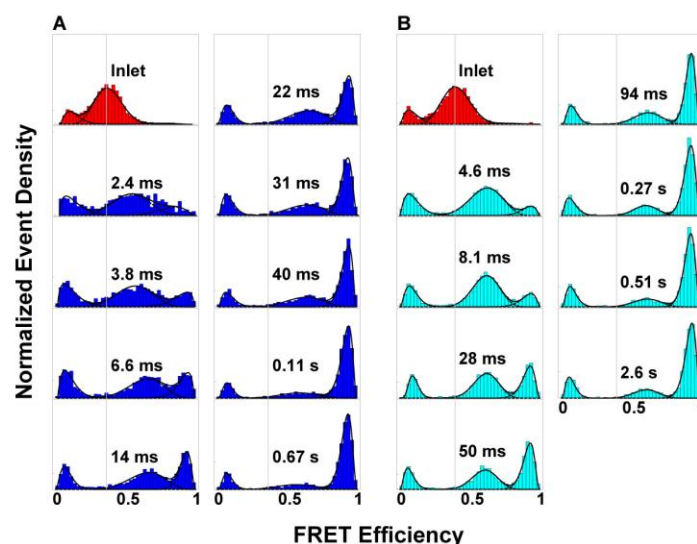 A
B
Normalized Event Density
Inlet
22 ms
Inlet
94 ms
2.4 ms
31 ms
4.6 ms
0.27 s
3.8 ms
40 ms
8.1 ms
0.51 s
6.6 ms
0.11 s
28 ms
2.6 s
0 0.5
14 ms
0.67 s
50 ms
0 0.5 1 0 0.5 1 0 0.5 1
FRET Efficiency